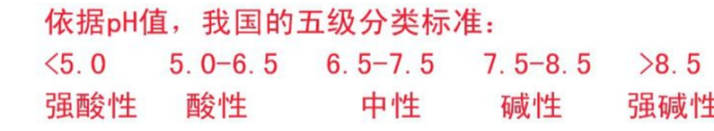 依据pH值，我国的五级分类标准：
<5.0 5.0-6.5 6.5-7.5 7.5-8.5 >8.5
强酸性 酸性 中性 碱性 强碱性